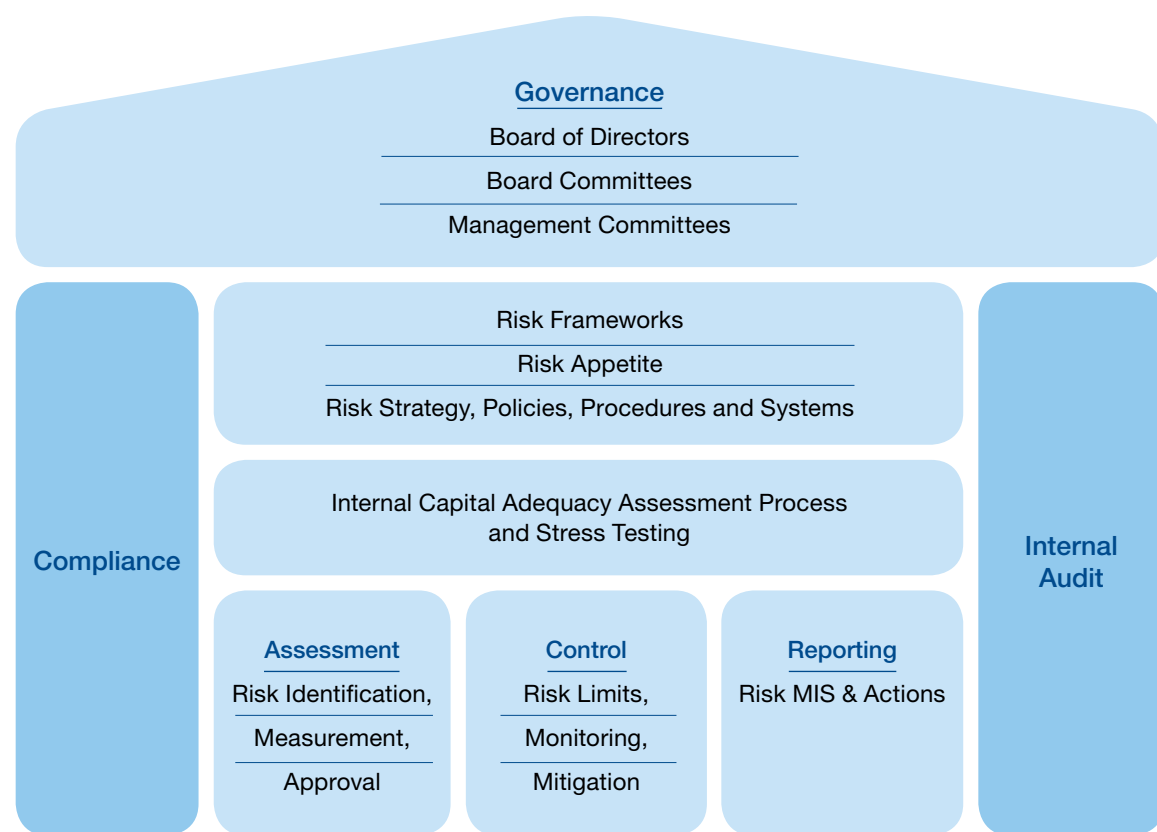 Governance
Board of Directors
Board Committees
Management Committees
Compliance
Risk Frameworks
Risk Appetite
Risk Strategy, Policies, Procedures and Systems
Internal Capital Adequacy Assessment Process
and Stress Testing
Assessment
Risk Identification,
Measurement,
Approval
Control
Risk Limits,
Monitoring,
Mitigation
Reporting
Risk MIS & Actions
Internal
Audit